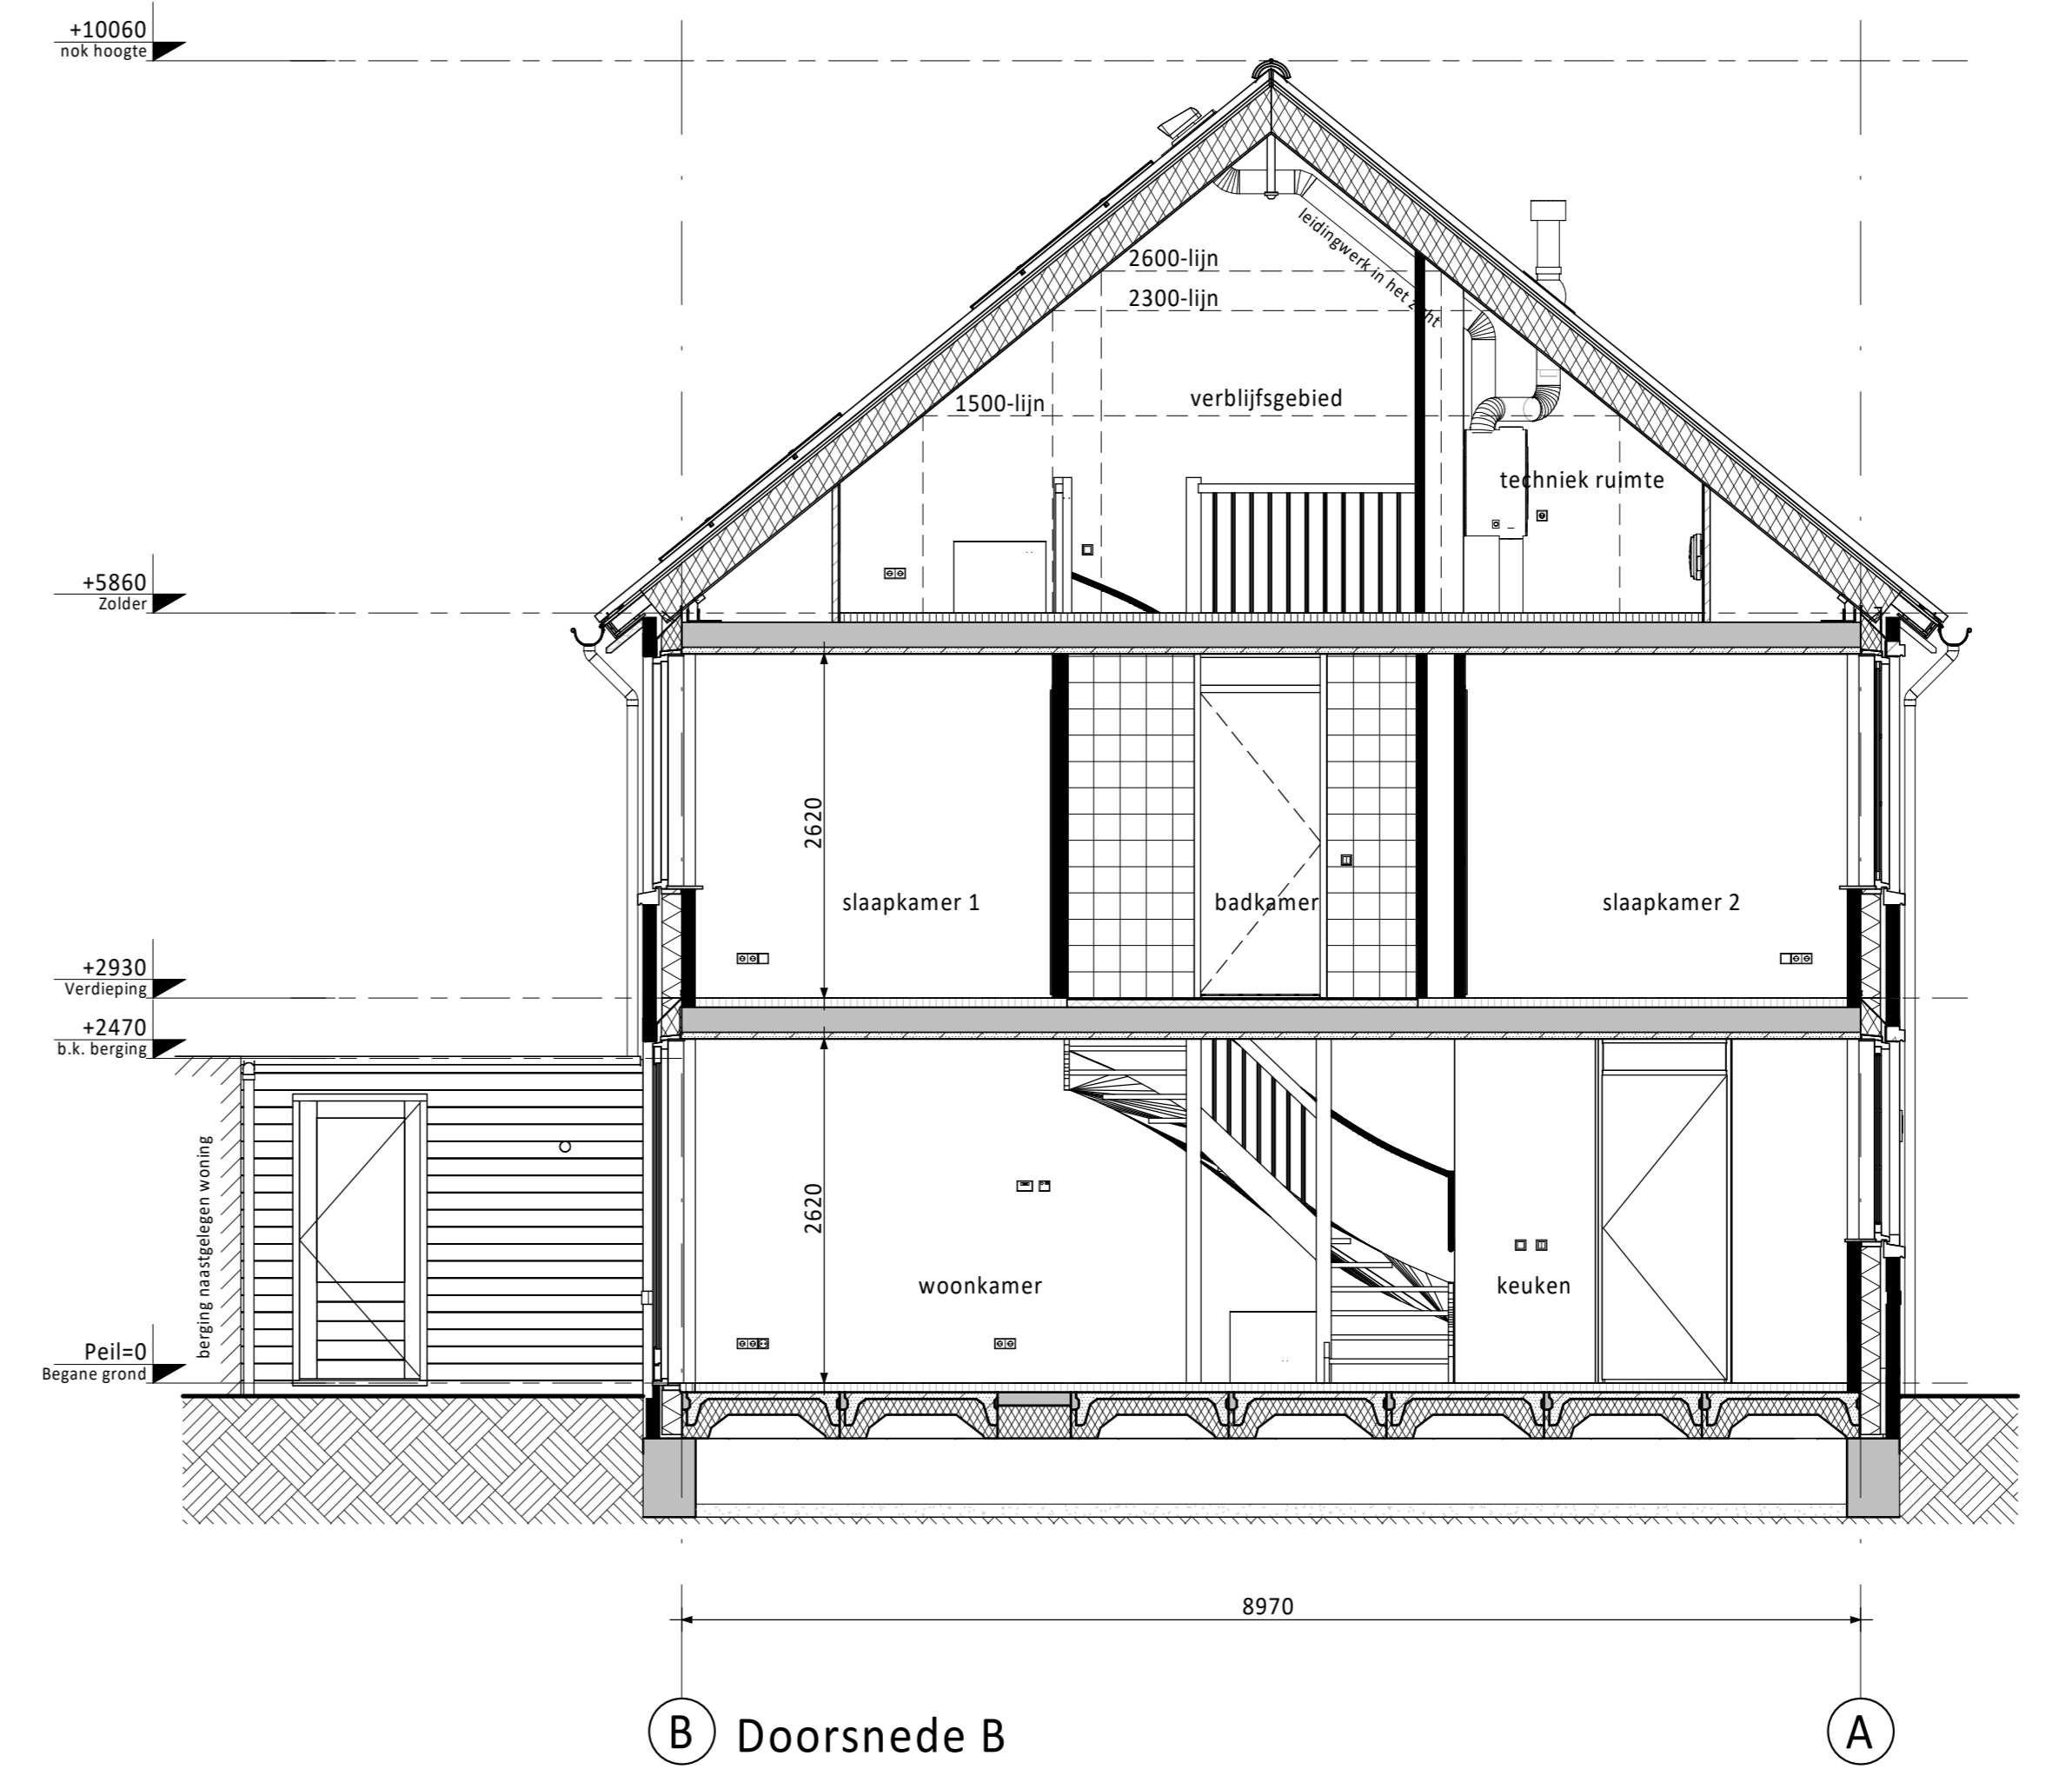 +10060
nok hoogte
leidingwerk in het zicht
2600-lijn
2300-lijn
1500-lijn
verblijfsgebied
techniek ruimte
+5860
Zolder
2620
slaapkamer 1
badkamer
slaapkamer 2
+2930
Verdieping
+2470
b.k. berging
berging naastgelegen woning
2620
woonkamer
keuken
Peil=0
Begane grond
8970
B
Doorsnede B
A